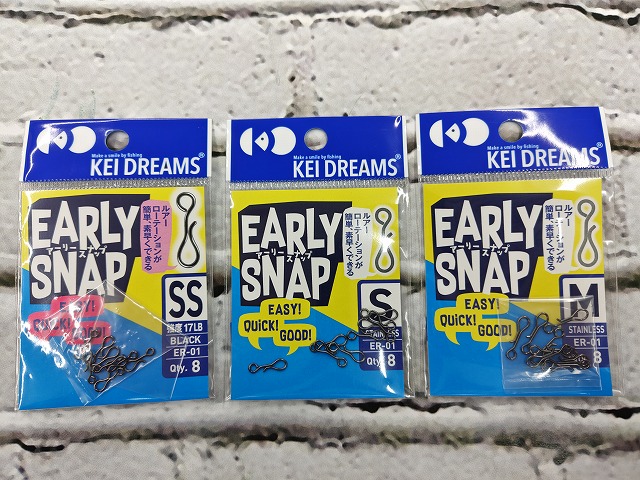 Make a smile by fishing
KEI DREAMS®
EARLY
アーリースナップ
SNAP
ルアー
ローテーションが
簡単、素早くできる
EASY!
QUICK! GOOD!
SS
強度17LB
BLACK
ER-01
Qty. 8
Make a smile by fishing
KEI DREAMS®
EARLY
アーリースナップ
SNAP
ルアー
ローテーションが
簡単、素早くできる
EASY!
QUICK! GOOD!
S
STAINLESS
ER-01
8
Make a smile by fishing
KEI DREAMS®
EARLY
アーリースナップ
SNAP
ルアー
ローテーションが
簡単、素早くできる
EASY!
QUICK! GOOD!
M
STAINLESS
ER-01
8